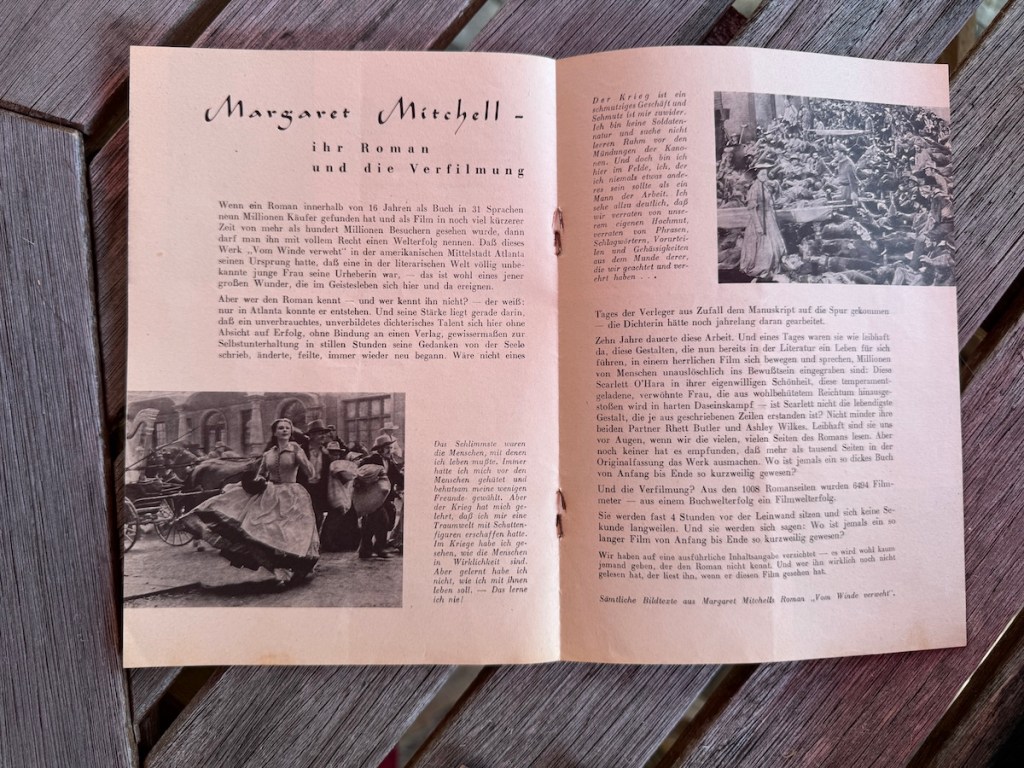 Margaret Mitchell –
ihr Roman
und die Verfilmung
Wenn ein Roman innerhalb von 16 Jahren als Buch in 31 Sprachen
neun Millionen Käufer gefunden hat und als Film in noch viel kürzerer
Zeit von mehr als hundert Millionen Besuchern gesehen wurde, dann
darf man ihn mit vollem Recht einen Welterfolg nennen. Daß dieses
Werk „Vom Winde verweht" in der amerikanischen Mittelstadt Atlanta
seinen Ursprung hatte, daß eine in der literarischen Welt völlig unbe-
kannte junge Frau seine Urheberin war, — das ist wohl eines jener
großen Wunder, die im Geistesleben sich hier und da ereignen.
Aber wer den Roman kennt — und wer kennt ihn nicht? — der weiß:
nur in Atlanta konnte er entstehen. Und seine Stärke liegt gerade darin,
daß ein unverbrauchtes, unverbildetes dichterisches Talent sich hier ohne
Absicht auf Erfolg, ohne Bindung an einen Verlag, gewissermaßen zur
Selbstunterhaltung in stillen Stunden seine Gedanken von der Seele
schrieb, änderte, feilte, immer wieder neu begann. Wäre nicht eines
Das Schlimmste waren
die Menschen, mit denen
ich leben mußte. Immer
hatte ich mich vor den
Menschen gehütet und
behutsam meine wenigen
Freunde gewählt. Aber
der Krieg hat mich ge-
lehrt, daß ich mir eine
Traumwelt mit Schatten-
figuren erschaffen hatte.
Im Kriege habe ich ge-
sehen, wie die Menschen
in Wirklichkeit sind.
Aber gelernt habe ich
nicht, wie ich mit ihnen
leben soll. — Das lerne
ich nie!
Der Krieg ist ein
schmutziges Geschäft und
Schmutz ist mir zuwider.
Ich bin keine Soldaten-
natur und suche nicht
leeren Ruhm vor den
Mündungen der Kano-
nen. Und doch bin ich
hier im Felde, ich, der
ich niemals etwas ande-
res sein sollte als ein
Mann der Arbeit. Ich
sehe allzu deutlich, daß
wir verraten von unse-
rem eigenen Hochmut,
verraten von Phrasen,
Schlagwörtern, Vorurtei-
len und Gehässigkeiten
aus dem Munde derer,
die wir geachtet und ver-
ehrt haben . . .
Tages der Verleger aus Zufall dem Manuskript auf die Spur gekommen
— die Dichterin hätte noch jahrelang daran gearbeitet.
Zehn Jahre dauerte diese Arbeit. Und eines Tages waren sie wie leibhaft
da, diese Gestalten, die nun bereits in der Literatur ein Leben für sich
führen, in einem herrlichen Film sich bewegen und sprechen, Millionen
von Menschen unauslöschlich ins Bewußtsein eingegraben sind: Diese
Scarlett O'Hara in ihrer eigenwilligen Schönheit, diese temperament-
geladene, verwöhnte Frau, die aus wohlbehütetem Reichtum hinausge-
stoßen wird in harten Daseinskampf — ist Scarlett nicht die lebendigste
Gestalt, die je aus geschriebenen Zeilen erstanden ist? Nicht minder ihre
beiden Partner Rhett Butler und Ashley Wilkes. Leibhaft sind sie uns
vor Augen, wenn wir die vielen, vielen Seiten des Romans lesen. Aber
noch keiner hat es empfunden, daß mehr als tausend Seiten in der
Originalfassung das Werk ausmachen. Wo ist jemals ein so dickes Buch
von Anfang bis Ende so kurzweilig gewesen?
Und die Verfilmung? Aus den 1008 Romanseiten wurden 6494 Film-
meter — aus einem Buchwelterfolg ein Filmwelterfolg.
Sie werden fast 4 Stunden vor der Leinwand sitzen und sich keine Se-
kunde langweilen. Und sie werden sich sagen: Wo ist jemals ein so
langer Film von Anfang bis Ende so kurzweilig gewesen?
Wir haben auf eine ausführliche Inhaltsangabe verzichtet — es wird wohl kaum
jemand geben, der den Roman nicht kennt. Und wer ihn wirklich noch nicht
gelesen hat, der liest ihn, wenn er diesen Film gesehen hat.
Sämtliche Bildtexte aus Margaret Mitchells Roman „Vom Winde verweht".